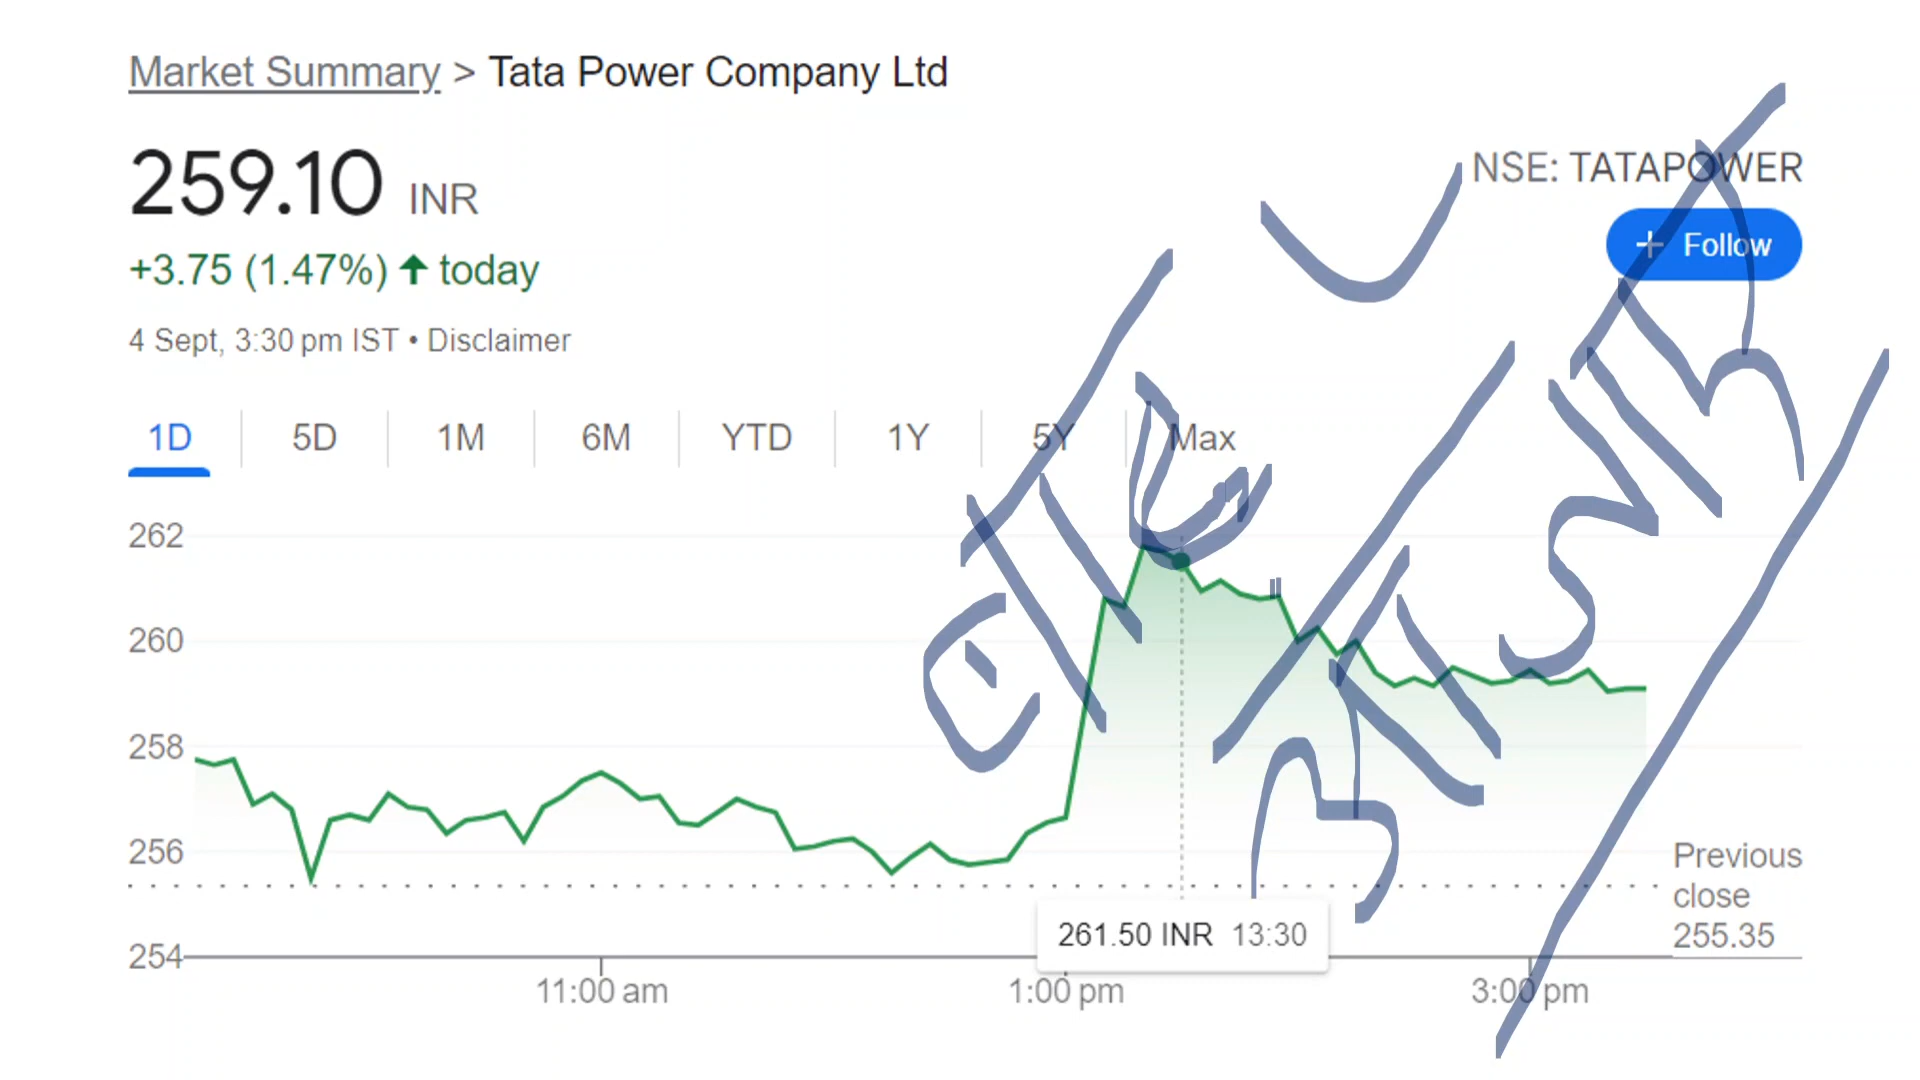 Market Summary > Tata Power Company Ltd
259.10 INR
NSE: TATAPOWER
+ Follow
+3.75 (1.47%) ↑ today
4 Sept, 3:30 pm IST • Disclaimer
1D 5D 1M 6M YTD 1Y 5Y Max
262
260
258
256
254
Previous
close
255.35
261.50 INR 13:30
11:00 am 1:00 pm 3:00 pm